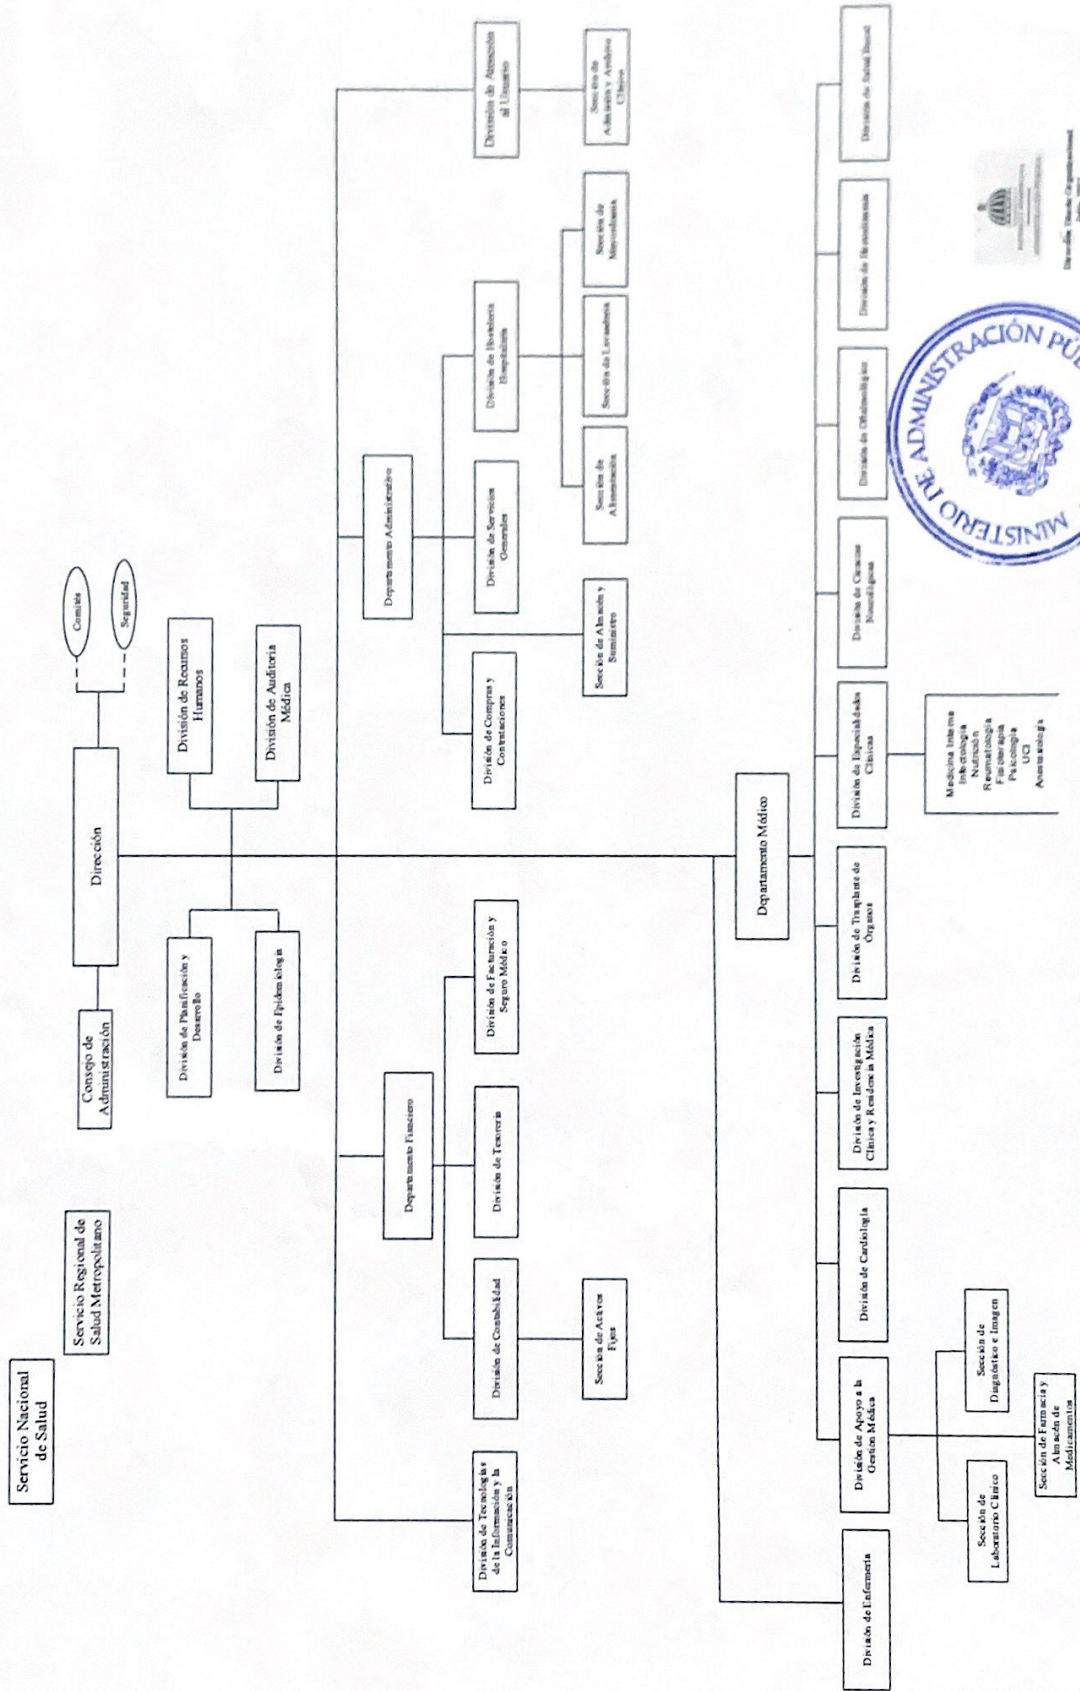 Servicio Nacional
de Salud
Servicio Regional de
Salud Metropolitano
Consejo de
Administración
Dirección
Comités
Seguridad
División de Planificación y
Desarrollo
División de Recursos
Humanos
División de Epidemiología
División de Auditoria
Médica
Departamento Financiero
Departamento Administrativo
División de Tecnologías
de la Información y la
Comunicación
División de Contabilidad
División de Tesorería
División de Facturación y
Seguro Médico
División de Compras y
Contrataciones
División de Servicios
Generales
División de Hostelería
Hospitalaria
División de Atención
al Usuario
Sección de Activos
Fijos
Sección de Almacén y
Suministro
Sección de
Alimentación
Sección de Lavandería
Sección de
Mayordomía
Sección de
Admisión y Archivo
Clínico
Departamento Médico
División de Enfermería
División de Apoyo a la
Gestión Médica
División de Cardiología
División de Investigación
Clínica y Residencia Médica
División de Trasplante de
Órganos
División de Especialidades
Clínicas
División de Ciencias
Neurológicas
División de Oftalmológica
División de Hemodinamia
División de Salud Bucal
Sección de
Laboratorio Clínico
Sección de
Diagnóstico e Imagen
Sección de Farmacia y
Almacén de
Medicamentos
Medicina Interna
Infectología
Nutrición
Reumatología
Fisioterapia
Psicología
UCI
Anestesiología
MINISTERIO DE ADMINISTRACIÓN
Dirección Diseño Organizacional